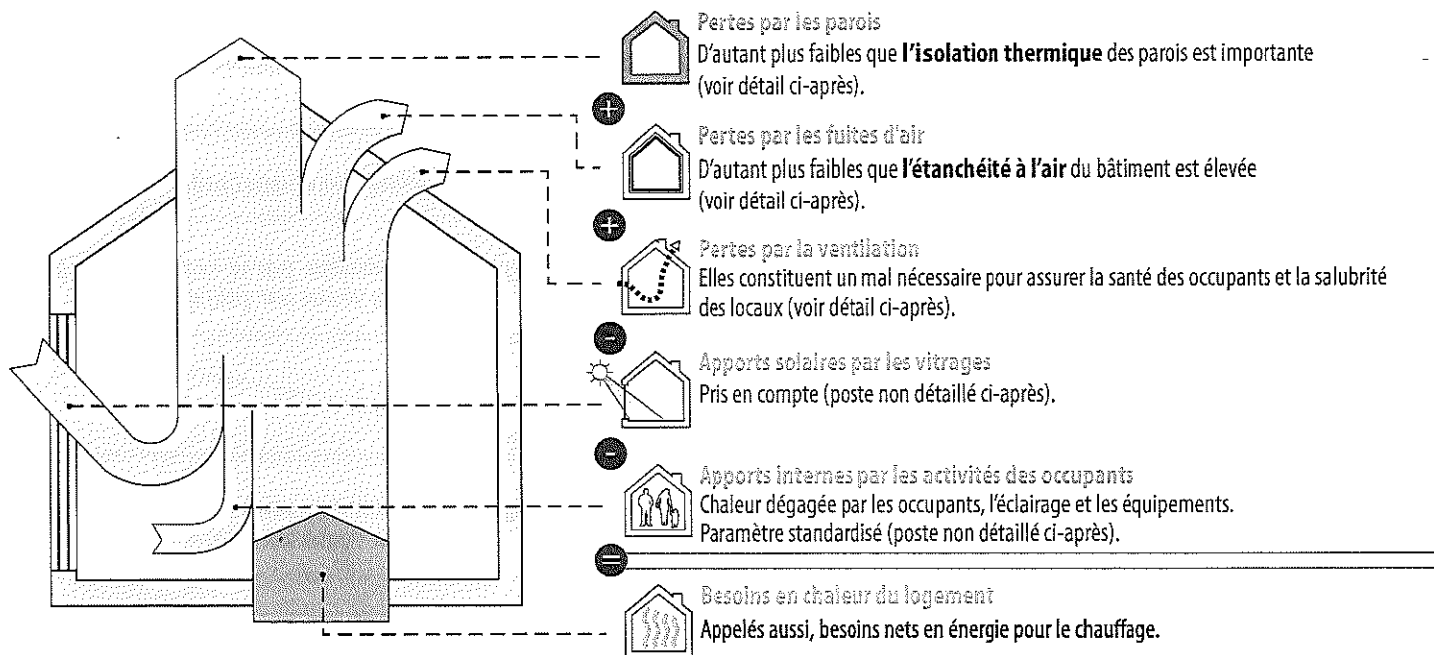 Pertes par les parois
D'autant plus faibles que l'isolation thermique des parois est importante
(voir détail ci-après).
+
Pertes par les fuites d'air
D'autant plus faibles que l'étanchéité à l'air du bâtiment est élevée
(voir détail ci-après).
+
Pertes par la ventilation
Elles constituent un mal nécessaire pour assurer la santé des occupants et la salubrité
des locaux (voir détail ci-après).
-
Apports solaires par les vitrages
Pris en compte (poste non détaillé ci-après).
-
Apports internes par les activités des occupants
Chaleur dégagée par les occupants, l'éclairage et les équipements.
Paramètre standardisé (poste non détaillé ci-après).
=
Besoins en chaleur du logement
Appelés aussi, besoins nets en énergie pour le chauffage.